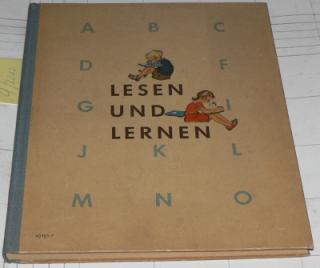 A B C
D F
LESEN
G UND I
LERNEN
J K L
M N O